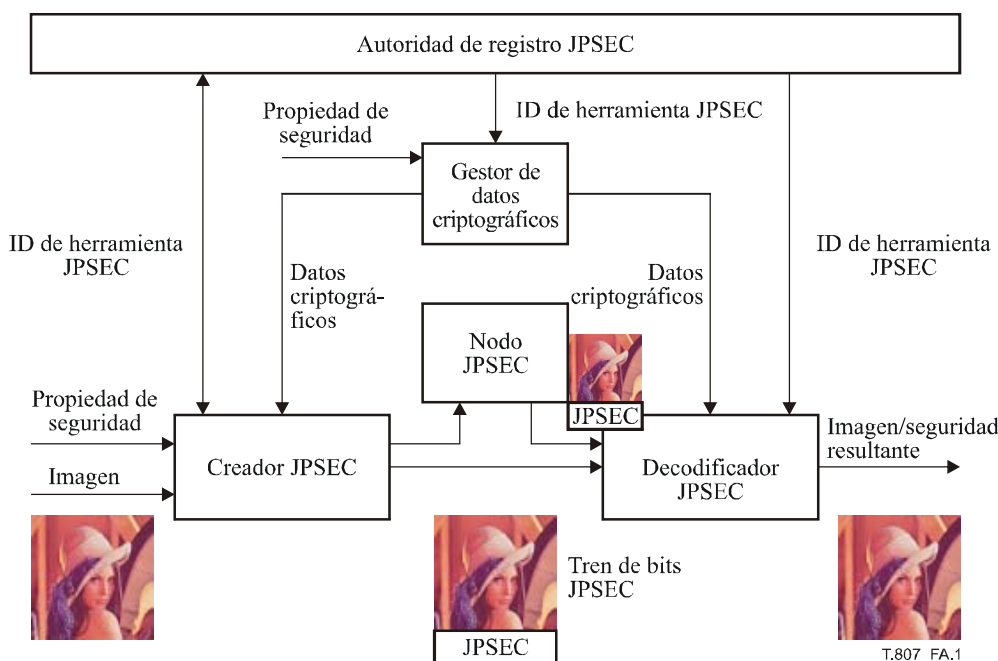 Autoridad de registro JPSEC
Propiedad de
seguridad
ID de herramienta JPSEC
Gestor de
datos
criptográficos
ID de herramienta
JPSEC
ID de herramienta
JPSEC
Datos
criptográ-
ficos
Datos
criptográficos
Nodo
JPSEC
JPSEC
Propiedad de
seguridad
Imagen
Creador JPSEC
Decodificador
JPSEC
Imagen/seguridad
resultante
Tren de bits
JPSEC
JPSEC
T.807_FA.1